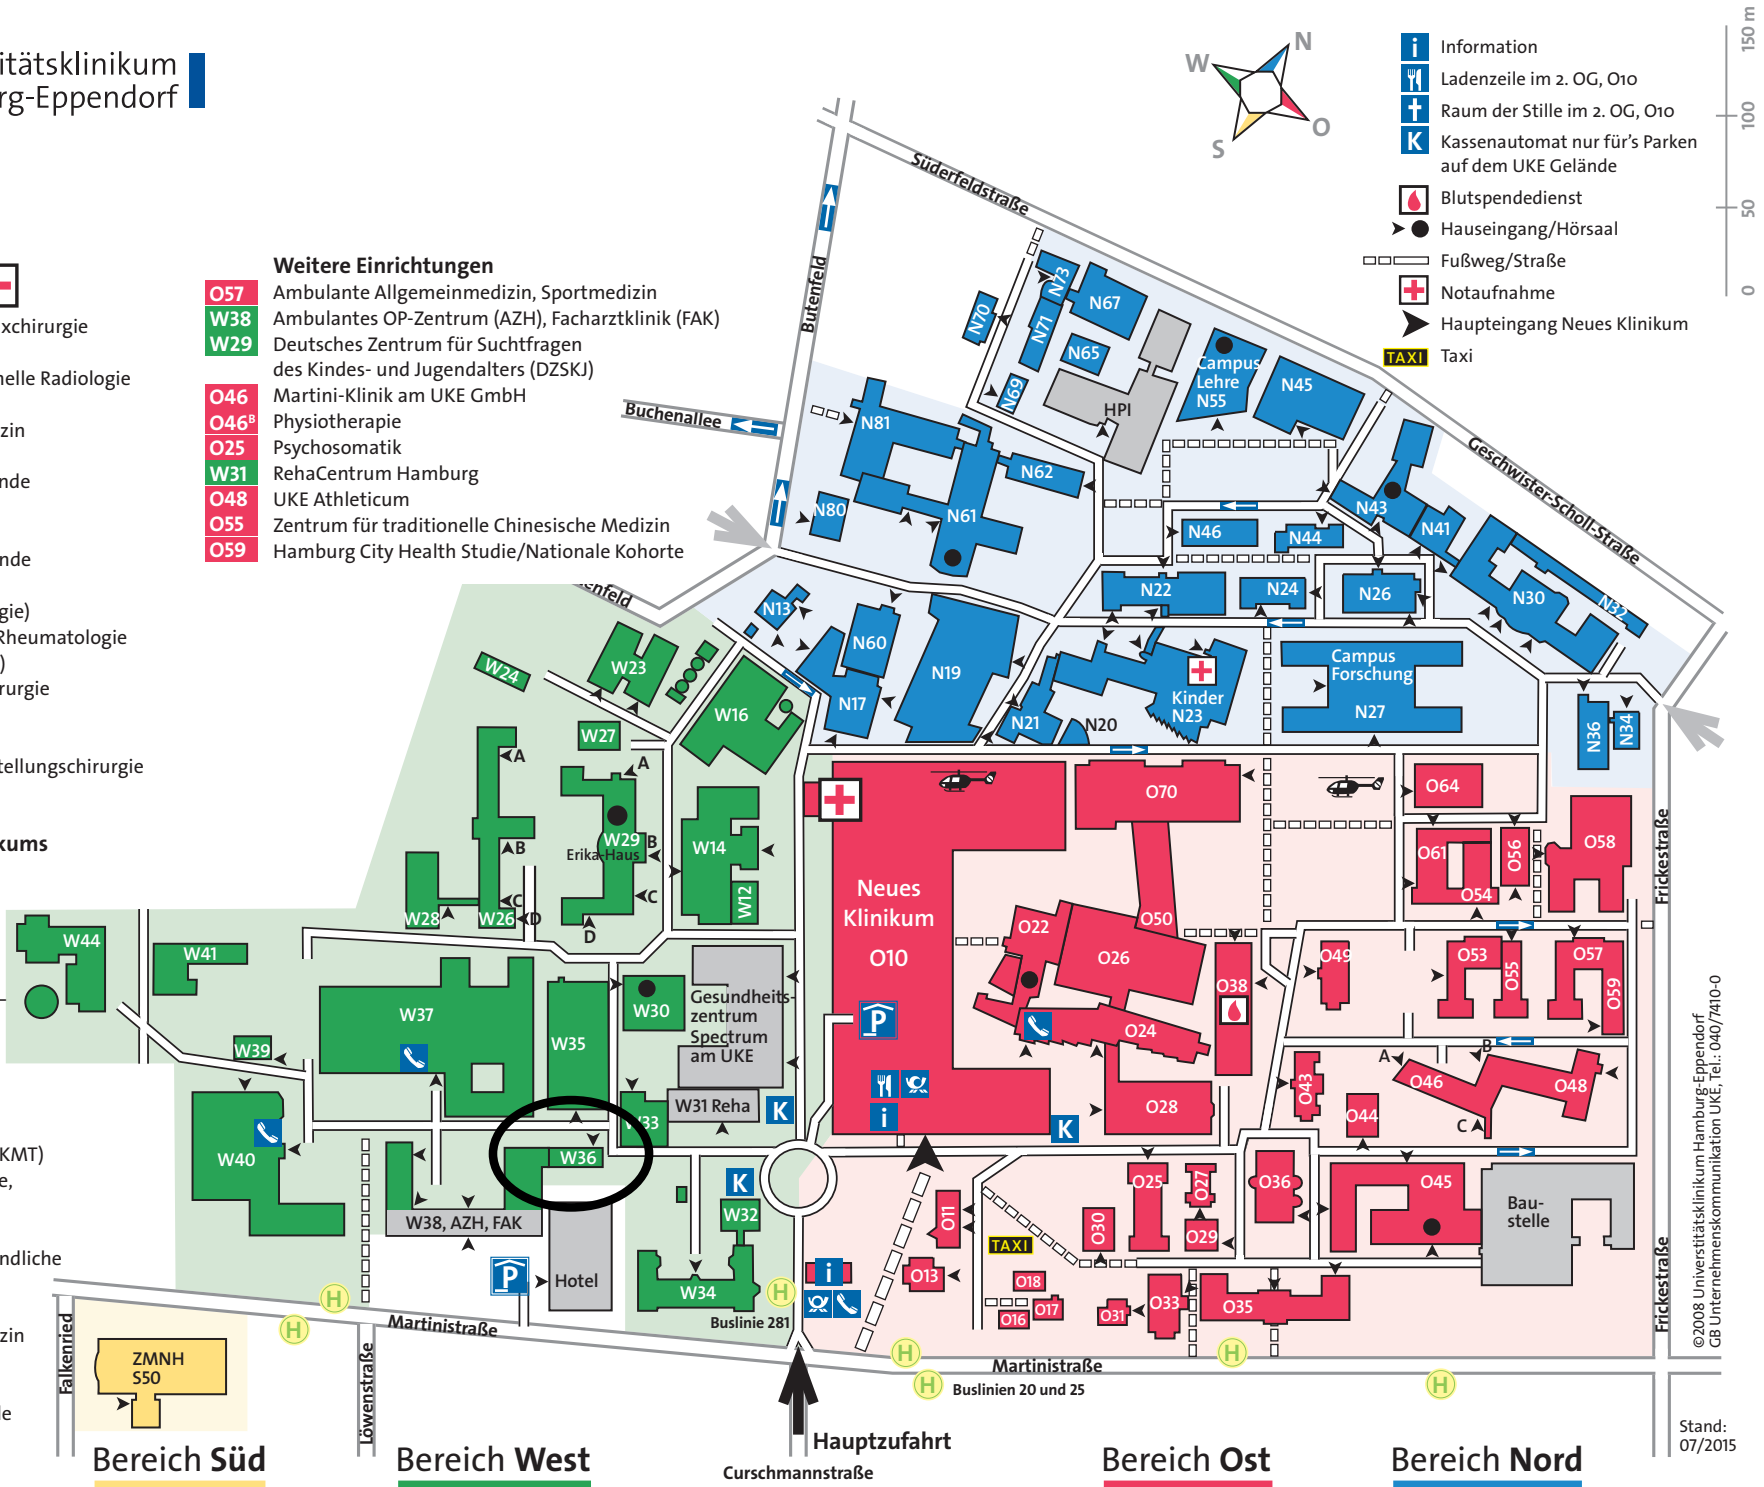 itätsklinikum
rg-Eppendorf
xchirurgie
nelle Radiologie
zin
nde
nde
gie)
Rheumatologie
)
rurgie
tellungschirurgie
kums
KMT)
e,
ndliche
zin
le
Weitere Einrichtungen
O57 Ambulante Allgemeinmedizin, Sportmedizin
W38 Ambulantes OP-Zentrum (AZH), Facharztklinik (FAK)
W29 Deutsches Zentrum für Suchtfragen
des Kindes- und Jugendalters (DZSKJ)
O46 Martini-Klinik am UKE GmbH
O46B Physiotherapie
O25 Psychosomatik
W31 RehaCentrum Hamburg
O48 UKE Athleticum
O55 Zentrum für traditionelle Chinesische Medizin
O59 Hamburg City Health Studie/Nationale Kohorte
N
W
O
S
i Information
Ladenzeile im 2. OG, O10
Raum der Stille im 2. OG, O10
K Kassenautomat nur für's Parken
auf dem UKE Gelände
Blutspendedienst
Hauseingang/Hörsaal
Fußweg/Straße
Notaufnahme
Haupteingang Neues Klinikum
TAXI Taxi
150 m
100
50
0
Süderfeldstraße
Butenfeld
Buchenallee
Geschwister-Scholl-Straße
enfeld
N73
N67
N70
N71
N65
N69
HPI
Campus
Lehre
N55
N45
N81
N62
N80
N61
N43
N41
N46
N44
N22
N24
N26
N30
N32
N13
N60
N19
N17
N21
N20
Kinder
N23
Campus
Forschung
N27
N36
N34
W24
W23
W16
W27
A
A
W29
Erika-Haus
B
B
C
C
D
D
W28
W26
W14
W12
W44
W41
W37
W35
W30
Gesundheits-
zentrum
Spectrum
am UKE
W39
W33
W31 Reha
K
W40
W36
W38, AZH, FAK
K
W32
P
Hotel
W34
H
Buslinie 281
Neues
Klinikum
O10
P
i
K
O70
O50
O22
O26
O38
O24
O28
O64
O61
O54
O56
O58
O49
O53
O55
O57
O59
A
B
C
O46
O48
O43
O44
O25
O27
O36
O45
Bau-
stelle
O11
O30
O29
TAXI
O13
O18
O17
O16
O31
O33
O35
i
Frickestraße
Frickestraße
Martinistraße
Martinistraße
Buslinien 20 und 25
H
H
H
H
H
H
Falkenried
Löwenstraße
ZMNH
S50
Hauptzufahrt
Curschmannstraße
Bereich Süd
Bereich West
Bereich Ost
Bereich Nord
©2008 Universtitätsklinikum Hamburg-Eppendorf
GB Unternehmenskommunikation UKE, Tel.: 040/7410-0
Stand:
07/2015